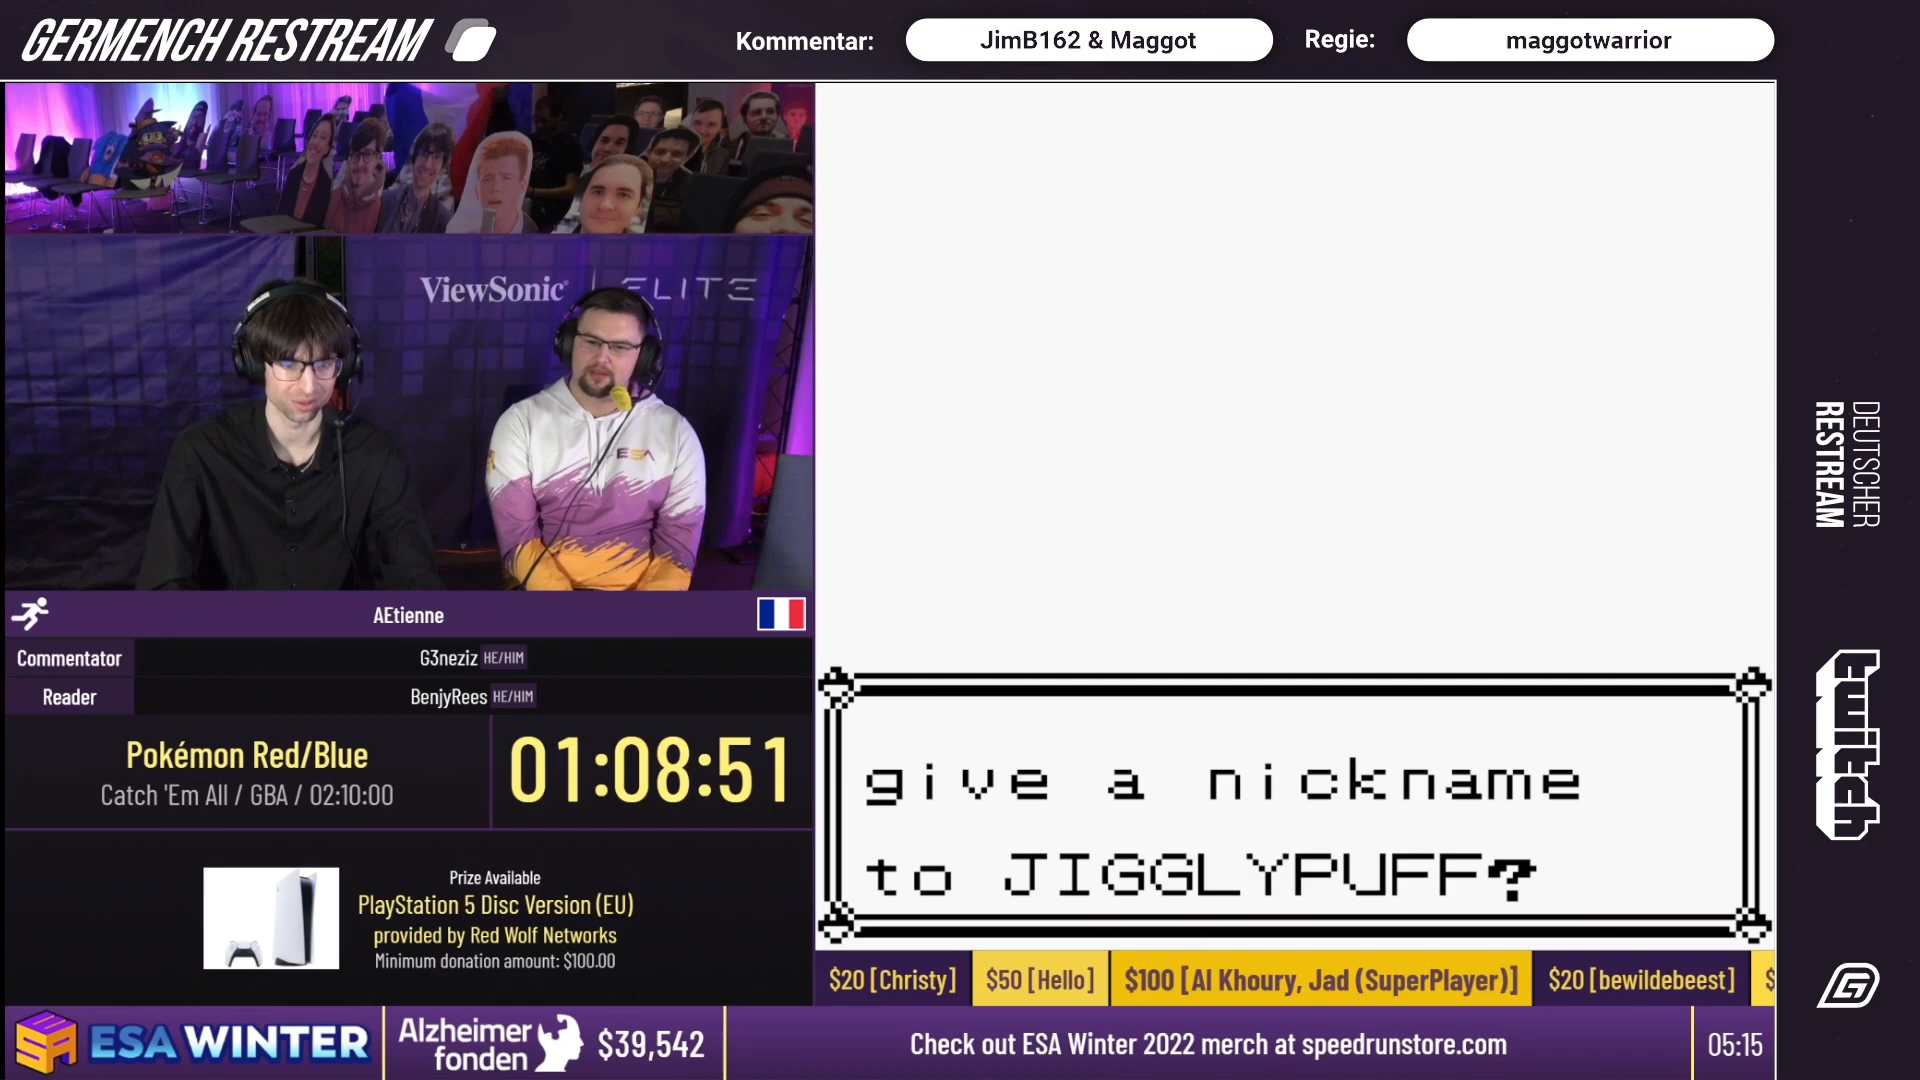 GERMENCH RESTREAM
Kommentar:
JimB162 & Maggot
Regie:
maggotwarrior
ViewSonic | ELITE
ESA
AEtienne
Commentator
G3neziz HE/HIM
Reader
BenjyRees HE/HIM
Pokémon Red/Blue
Catch 'Em All / GBA / 02:10:00
01:08:51
Prize Available
PlayStation 5 Disc Version (EU)
provided by Red Wolf Networks
Minimum donation amount: $100.00
give a nickname
to JIGGLYPUFF?
$20 [Christy]
$50 [Hello]
$100 [Al Khoury, Jad (SuperPlayer)]
$20 [bewildebeest]
$
ESA WINTER
Alzheimer
fonden
$39,542
Check out ESA Winter 2022 merch at speedrunstore.com
05:15
DEUTSCHER
RESTREAM
twitch
G